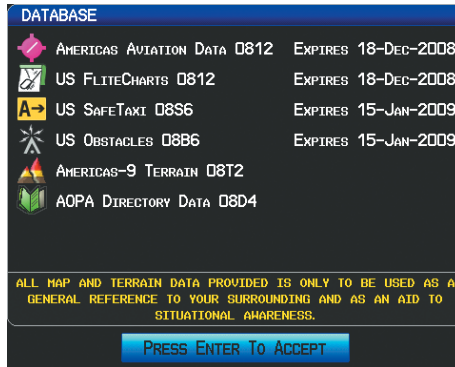 DATABASE
AMERICAS AVIATION DATA 0812 EXPIRES 18-DEC-2008
US FLITECHARTS 0812 EXPIRES 18-DEC-2008
A→ US SAFETAXI 08S6 EXPIRES 15-JAN-2009
US OBSTACLES 08B6 EXPIRES 15-JAN-2009
AMERICAS-9 TERRAIN 08T2
AOPA DIRECTORY DATA 08D4
ALL MAP AND TERRAIN DATA PROVIDED IS ONLY TO BE USED AS A
GENERAL REFERENCE TO YOUR SURROUNDING AND AS AN AID TO
SITUATIONAL AWARENESS.
PRESS ENTER TO ACCEPT